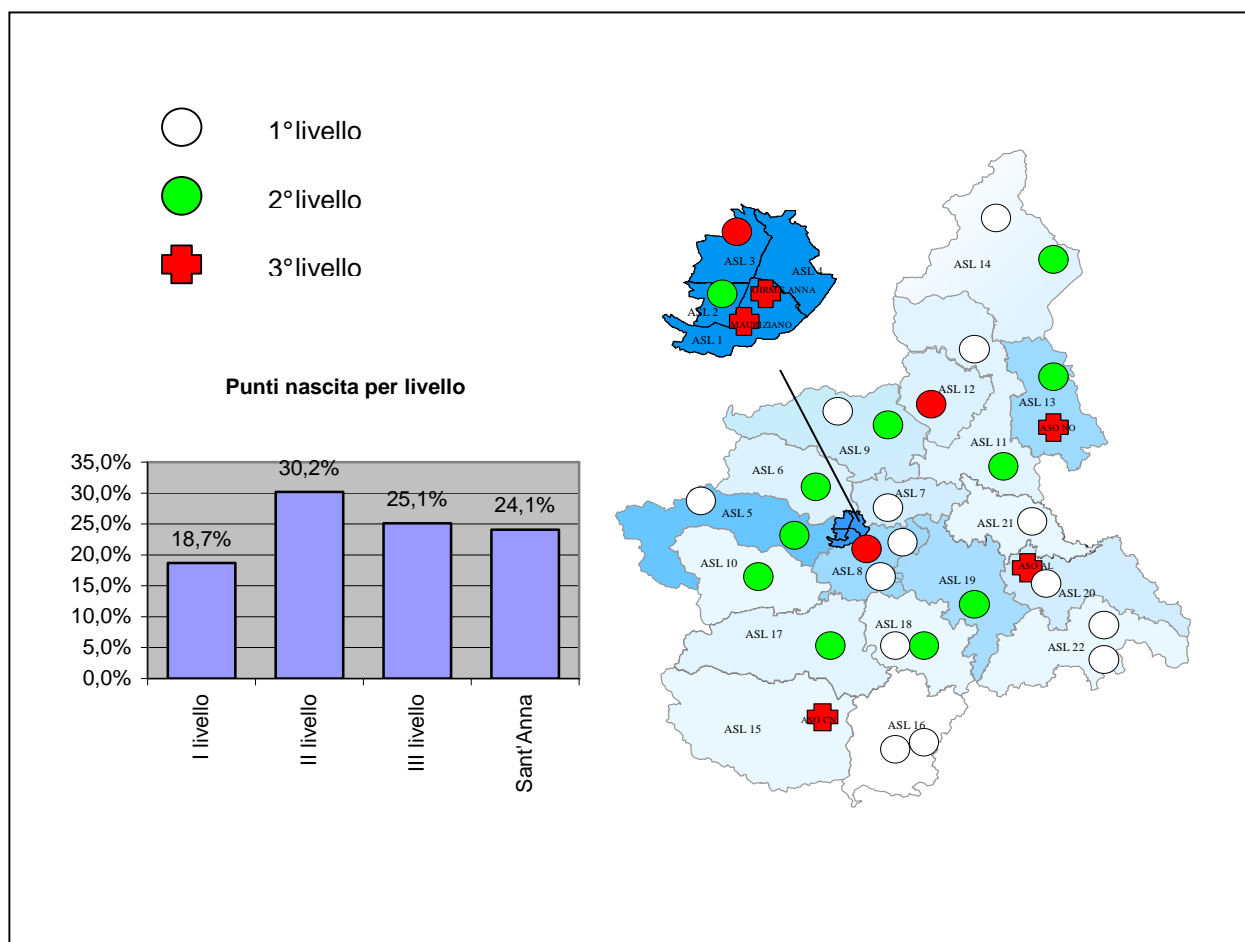 1° livello
2° livello
3° livello
Punti nascita per livello
35,0%
30,0%
25,0%
20,0%
15,0%
10,0%
5,0%
0,0%
18,7%
30,2%
25,1%
24,1%
I livello
II livello
III livello
Sant'Anna
ASL 3
ASL 4
ANNA
ASL 2
MAURIZIANO
ASL 1
ASL 14
ASL 12
ASL 13
ASO NO
ASL 11
ASL 9
ASL 6
ASL 7
ASL 5
ASL 21
ASL 10
ASL 8
ASO AL
ASL 19
ASL 20
ASL 17
ASL 18
ASL 22
ASL 15
ASO CN
ASL 16